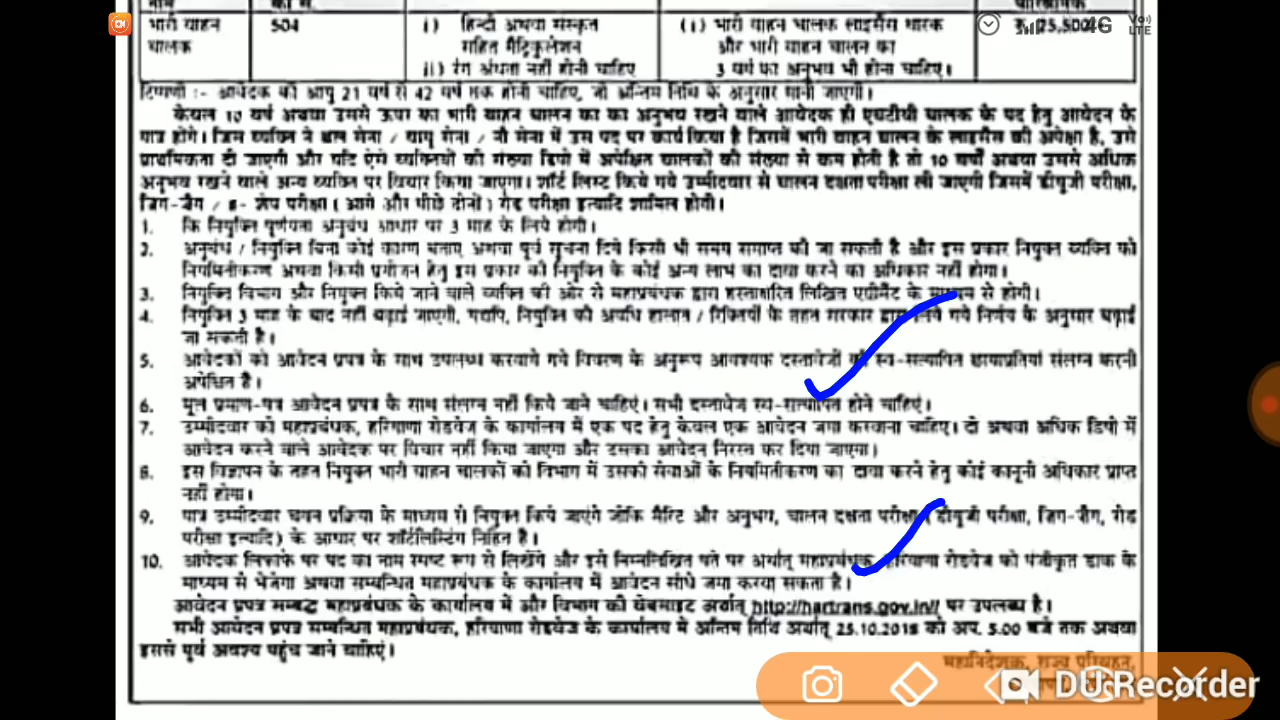 भारी वाहन 504 i) हिन्दी अथवा संस्कृत (i) भारी वाहन चालक लाइसैंस धारक रू. 25,500/- 4G VoLTE
चालक सहित मैट्रिकुलेशन और भारी वाहन चालन का
ii) रंग अंधता नहीं होनी चाहिए 3 वर्ष का अनुभव भी होना चाहिए।
टिप्पणी :- आवेदक की आयु 21 वर्ष से 42 वर्ष तक होनी चाहिए, जो अन्तिम तिथि के अनुसार मानी जाएगी।
केवल 10 वर्ष अथवा उससे ऊपर का भारी वाहन चालन का का अनुभव रखने वाले आवेदक ही एचटीवी चालक के पद हेतु आवेदन के
पात्र होंगे। जिस व्यक्ति ने थल सेना / वायु सेना / नौ सेना में उस पद पर कार्य किया है जिसमें भारी वाहन चालन के लाइसैंस की अपेक्षा है, उसे
प्राथमिकता दी जाएगी और यदि ऐसे व्यक्तियों की संख्या डिपो में अपेक्षित चालकों की संख्या से कम होती है तो 10 वर्षों अथवा उससे अधिक
अनुभव रखने वाले अन्य व्यक्ति पर विचार किया जाएगा। शॉर्ट लिस्ट किये गये उम्मीदवार से चालन दक्षता परीक्षा ली जाएगी जिसमें डीयूजी परीक्षा,
जिग-जैग / 8- शेप परीक्षा ( आगे और पीछे दोनों ) रोड परीक्षा इत्यादि शामिल होगी।
1. कि नियुक्ति पूर्णतया अनुबंध आधार पर 3 माह के लिये होगी।
2. अनुबंध / नियुक्ति बिना कोई कारण बताए अथवा पूर्व सूचना दिये किसी भी समय समाप्त की जा सकती है और इस प्रकार नियुक्त व्यक्ति को
नियमितीकरण अथवा किसी प्रयोजन हेतु इस प्रकार की नियुक्ति के कोई अन्य लाभ का दावा करने का अधिकार नहीं होगा।
3. नियुक्ति विभाग और नियुक्त किये जाने वाले व्यक्ति की ओर से महाप्रबंधक द्वारा हस्ताक्षरित लिखित एग्रीमैंट के माध्यम से होगी।
4. नियुक्ति 3 माह के बाद नहीं बढ़ाई जाएगी, यद्यपि, नियुक्ति की अवधि हालात / रिक्तियों के तहत सरकार द्वारा लिये गये निर्णय के अनुसार बढ़ाई
जा सकती है।
5. आवेदकों को आवेदन प्रपत्र के साथ उपलब्ध करवाये गये विवरण के अनुरूप आवश्यक दस्तावेजों की स्व-सत्यापित छायाप्रतियां संलग्न करनी
अपेक्षित है।
6. मूल प्रमाण-पत्र आवेदन प्रपत्र के साथ संलग्न नहीं किये जाने चाहिएं। सभी दस्तावेज स्व-सत्यापित होने चाहिएं।
7. उम्मीदवार को महाप्रबंधक, हरियाणा रोडवेज के कार्यालय में एक पद हेतु केवल एक आवेदन जमा करवाना चाहिए। दो अथवा अधिक डिपो में
आवेदन करने वाले आवेदक पर विचार नहीं किया जाएगा और उसका आवेदन निरस्त कर दिया जाएगा।
8. इस विज्ञापन के तहत नियुक्त भारी वाहन चालकों को विभाग में उसकी सेवाओं के नियमितीकरण का दावा करने हेतु कोई कानूनी अधिकार प्राप्त
नहीं होगा।
9. पात्र उम्मीदवार चयन प्रक्रिया के माध्यम से नियुक्त किये जाएंगे जोकि मैरिट और अनुभव, चालन दक्षता परीक्षा ( डीयूजी परीक्षा, जिग-जैग, रोड
परीक्षा इत्यादि) के आधार पर शॉर्टलिस्टिंग निहित है।
10. आवेदक लिफाफे पर पद का नाम स्पष्ट रूप से लिखेंगे और इसे निम्नलिखित पते पर अर्थात् महाप्रबंधक, हरियाणा रोडवेज को पंजीकृत डाक के
माध्यम से भेजेगा अथवा सम्बन्धित महाप्रबंधक के कार्यालय में आवेदन सीधे जमा करवा सकता है।
आवेदन प्रपत्र सम्बद्ध महाप्रबंधक के कार्यालय में और विभाग की वेबसाइट अर्थात् http://hartrans.gov.in// पर उपलब्ध है।
सभी आवेदन प्रपत्र सम्बन्धित महाप्रबंधक, हरियाणा रोडवेज के कार्यालय में अन्तिम तिथि अर्थात् 25.10.2018 को अप. 5.00 बजे तक अथवा
इससे पूर्व अवश्य पहुंच जाने चाहिएं।
महानिदेशक, राज्य परिवहन,
DU Recorder